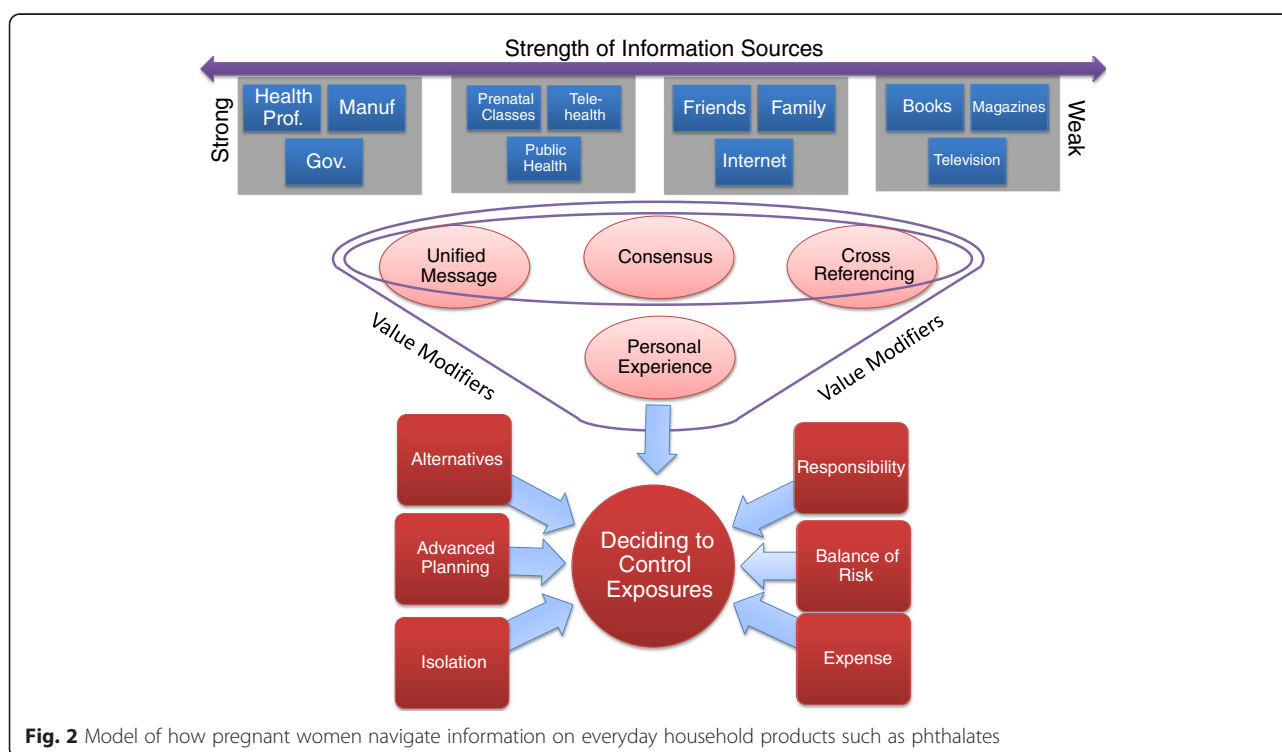 Strength of Information Sources
Strong
Health
Prof.
Manuf
Gov.
Prenatal
Classes
Tele-
health
Public
Health
Friends
Family
Internet
Books
Magazines
Television
Weak
Unified
Message
Consensus
Cross
Referencing
Personal
Experience
Value Modifiers
Value Modifiers
Alternatives
Advanced
Planning
Isolation
Deciding to
Control
Exposures
Responsibility
Balance of
Risk
Expense
Fig. 2 Model of how pregnant women navigate information on everyday household products such as phthalates